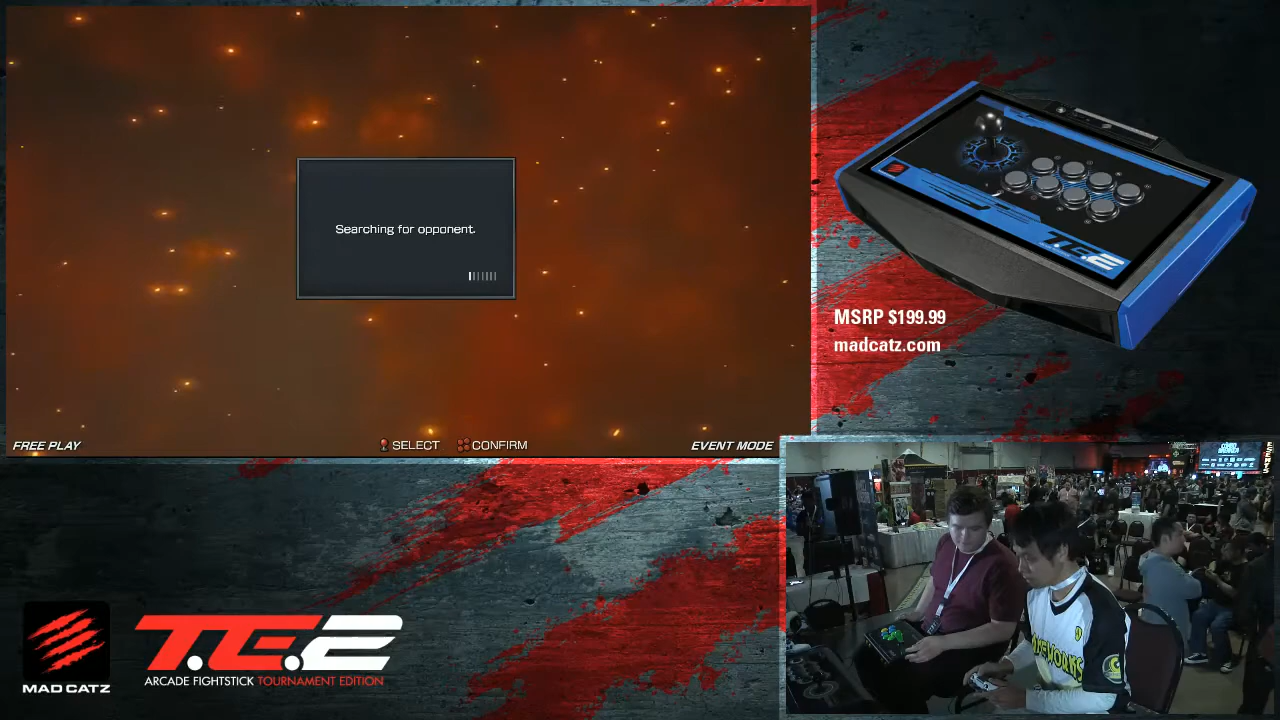 Searching for opponent.
FREE PLAY
SELECT
CONFIRM
EVENT MODE
T.E.2
MSRP $199.99
madcatz.com
MAD CATZ
T.E.2
ARCADE FIGHTSTICK TOURNAMENT EDITION